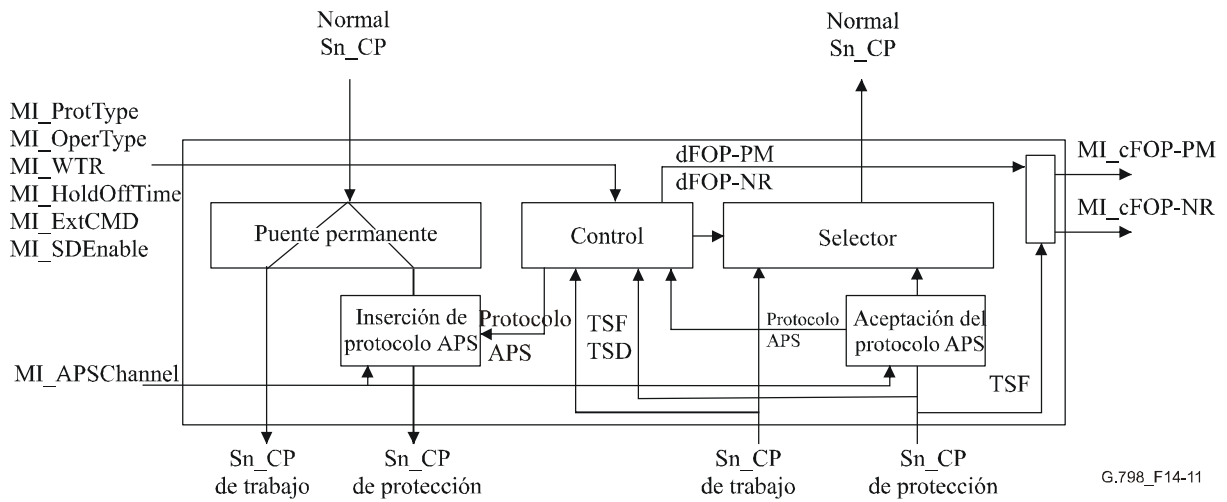 Normal
Sn_CP
Normal
Sn_CP
MI_ProtType
MI_OperType
MI_WTR
MI_HoldOffTime
MI_ExtCMD
MI_SDEnable
dFOP-PM
dFOP-NR
MI_cFOP-PM
MI_cFOP-NR
Puente permanente
Control
Selector
Inserción de
protocolo APS
Protocolo
APS
TSF
TSD
Protocolo
APS
Aceptación del
protocolo APS
MI_APSChannel
TSF
Sn_CP
de trabajo
Sn_CP
de protección
Sn_CP
de trabajo
Sn_CP
de protección
G.798_F14-11